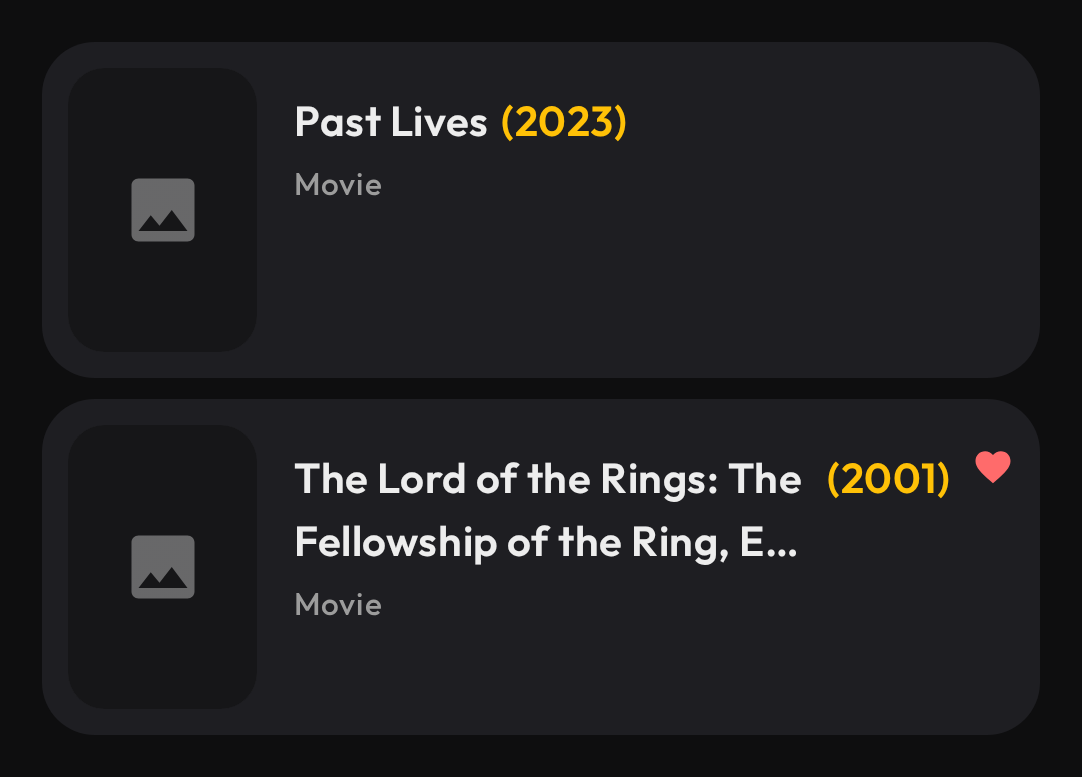 Past Lives (2023)
Movie
The Lord of the Rings: The (2001)
Fellowship of the Ring, E...
Movie